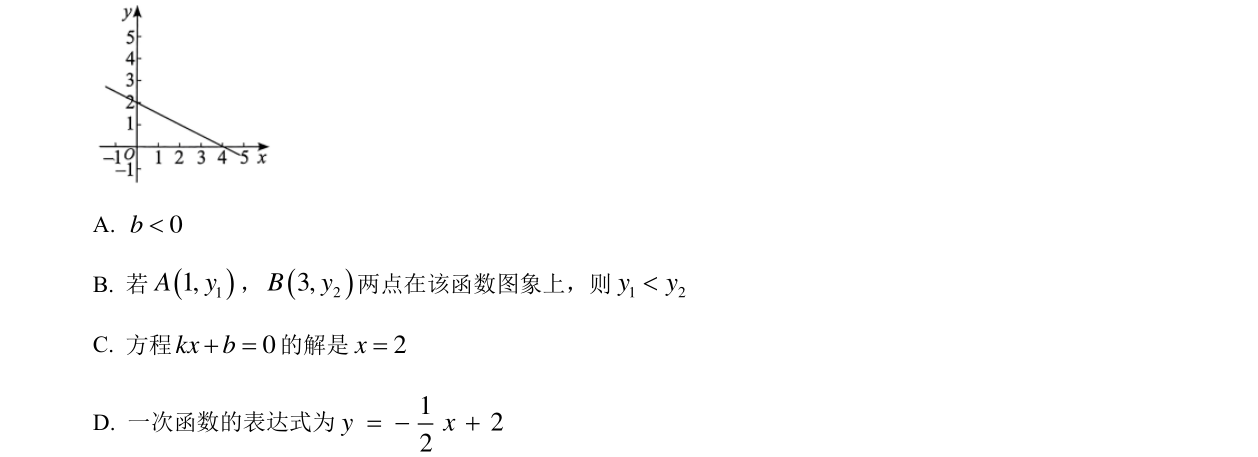 y
5
4
3
2
1
–1 O 1 2 3 4 5 x
–1
A. b < 0
B. 若 A(1, y₁)，B(3, y₂)两点在该函数图象上，则 y₁ < y₂
C. 方程 kx + b = 0 的解是 x = 2
D. 一次函数的表达式为 y = − 1/2 x + 2